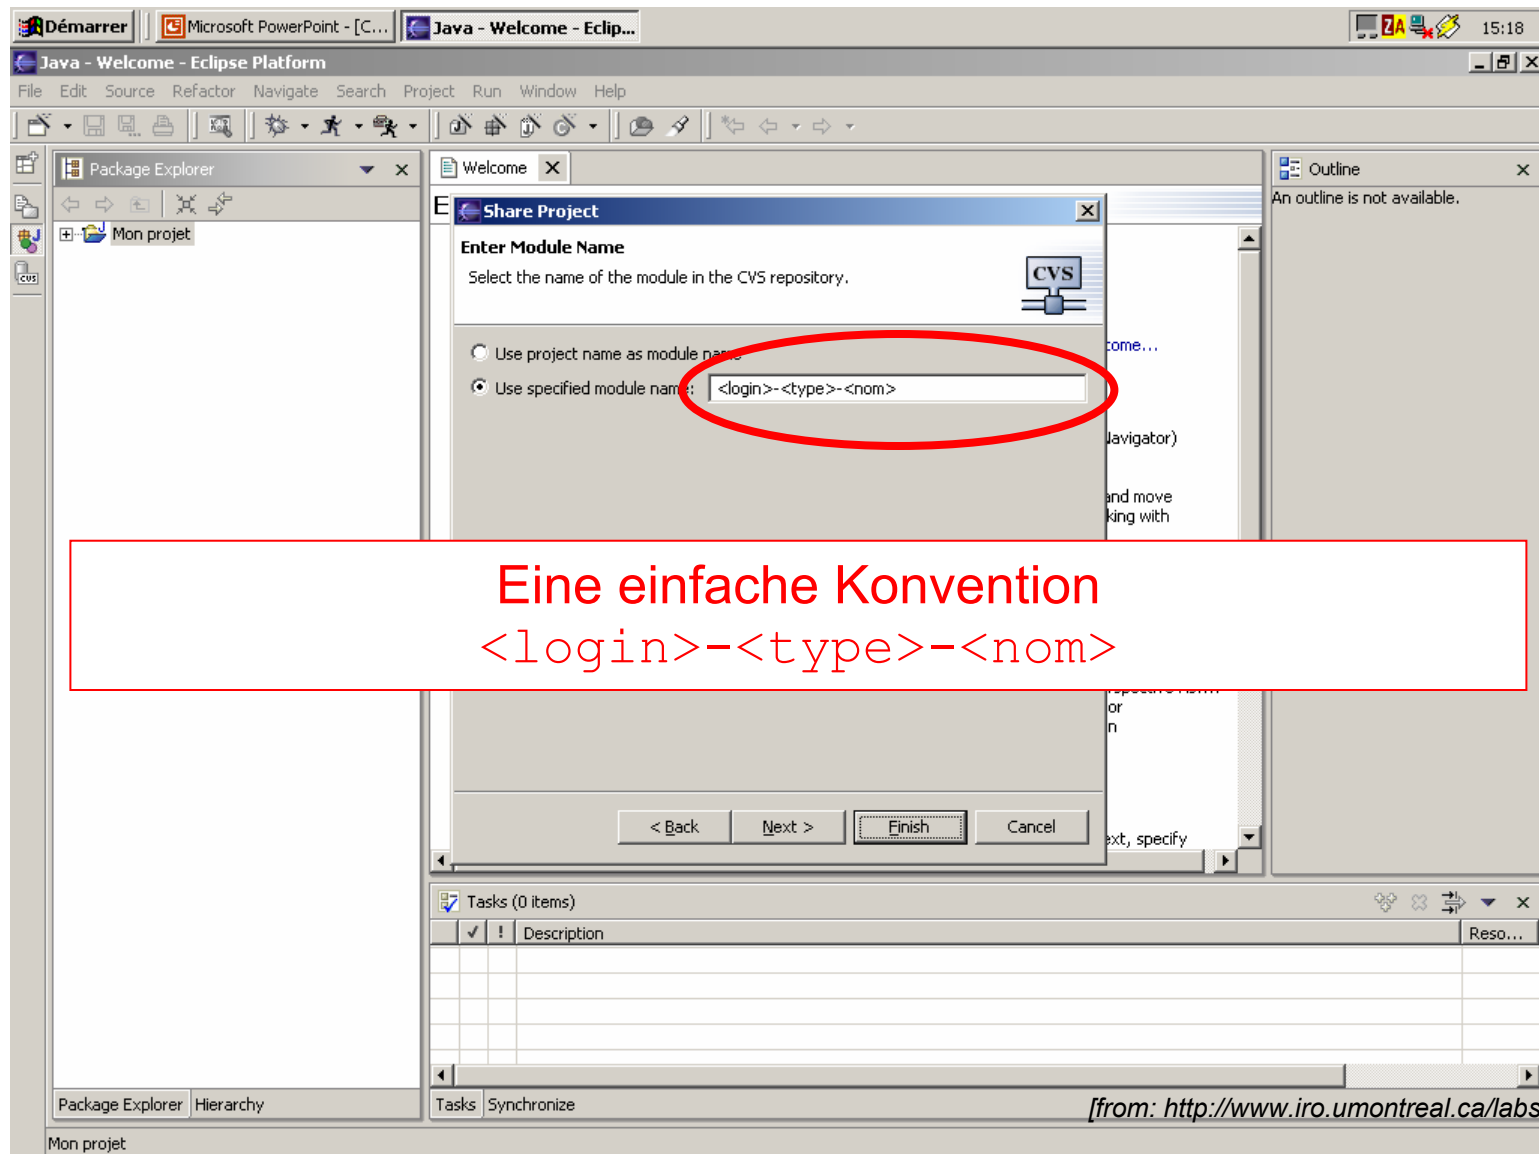 Démarrer
Microsoft PowerPoint - [C...
Java - Welcome - Eclip...
15:18
Java - Welcome - Eclipse Platform
File Edit Source Refactor Navigate Search Project Run Window Help
Package Explorer
Welcome
Outline
An outline is not available.
Mon projet
E
Share Project
Enter Module Name
Select the name of the module in the CVS repository.
CVS
Use project name as module name
Use specified module name: <login>-<type>-<nom>
come...
Navigator)
and move
king with
Eine einfache Konvention
<login>-<type>-<nom>
or
n
< Back Next > Finish Cancel
ext, specify
Tasks (0 items)
! Description Reso...
Package Explorer Hierarchy
Tasks Synchronize
[from: http://www.iro.umontreal.ca/labs
Mon projet